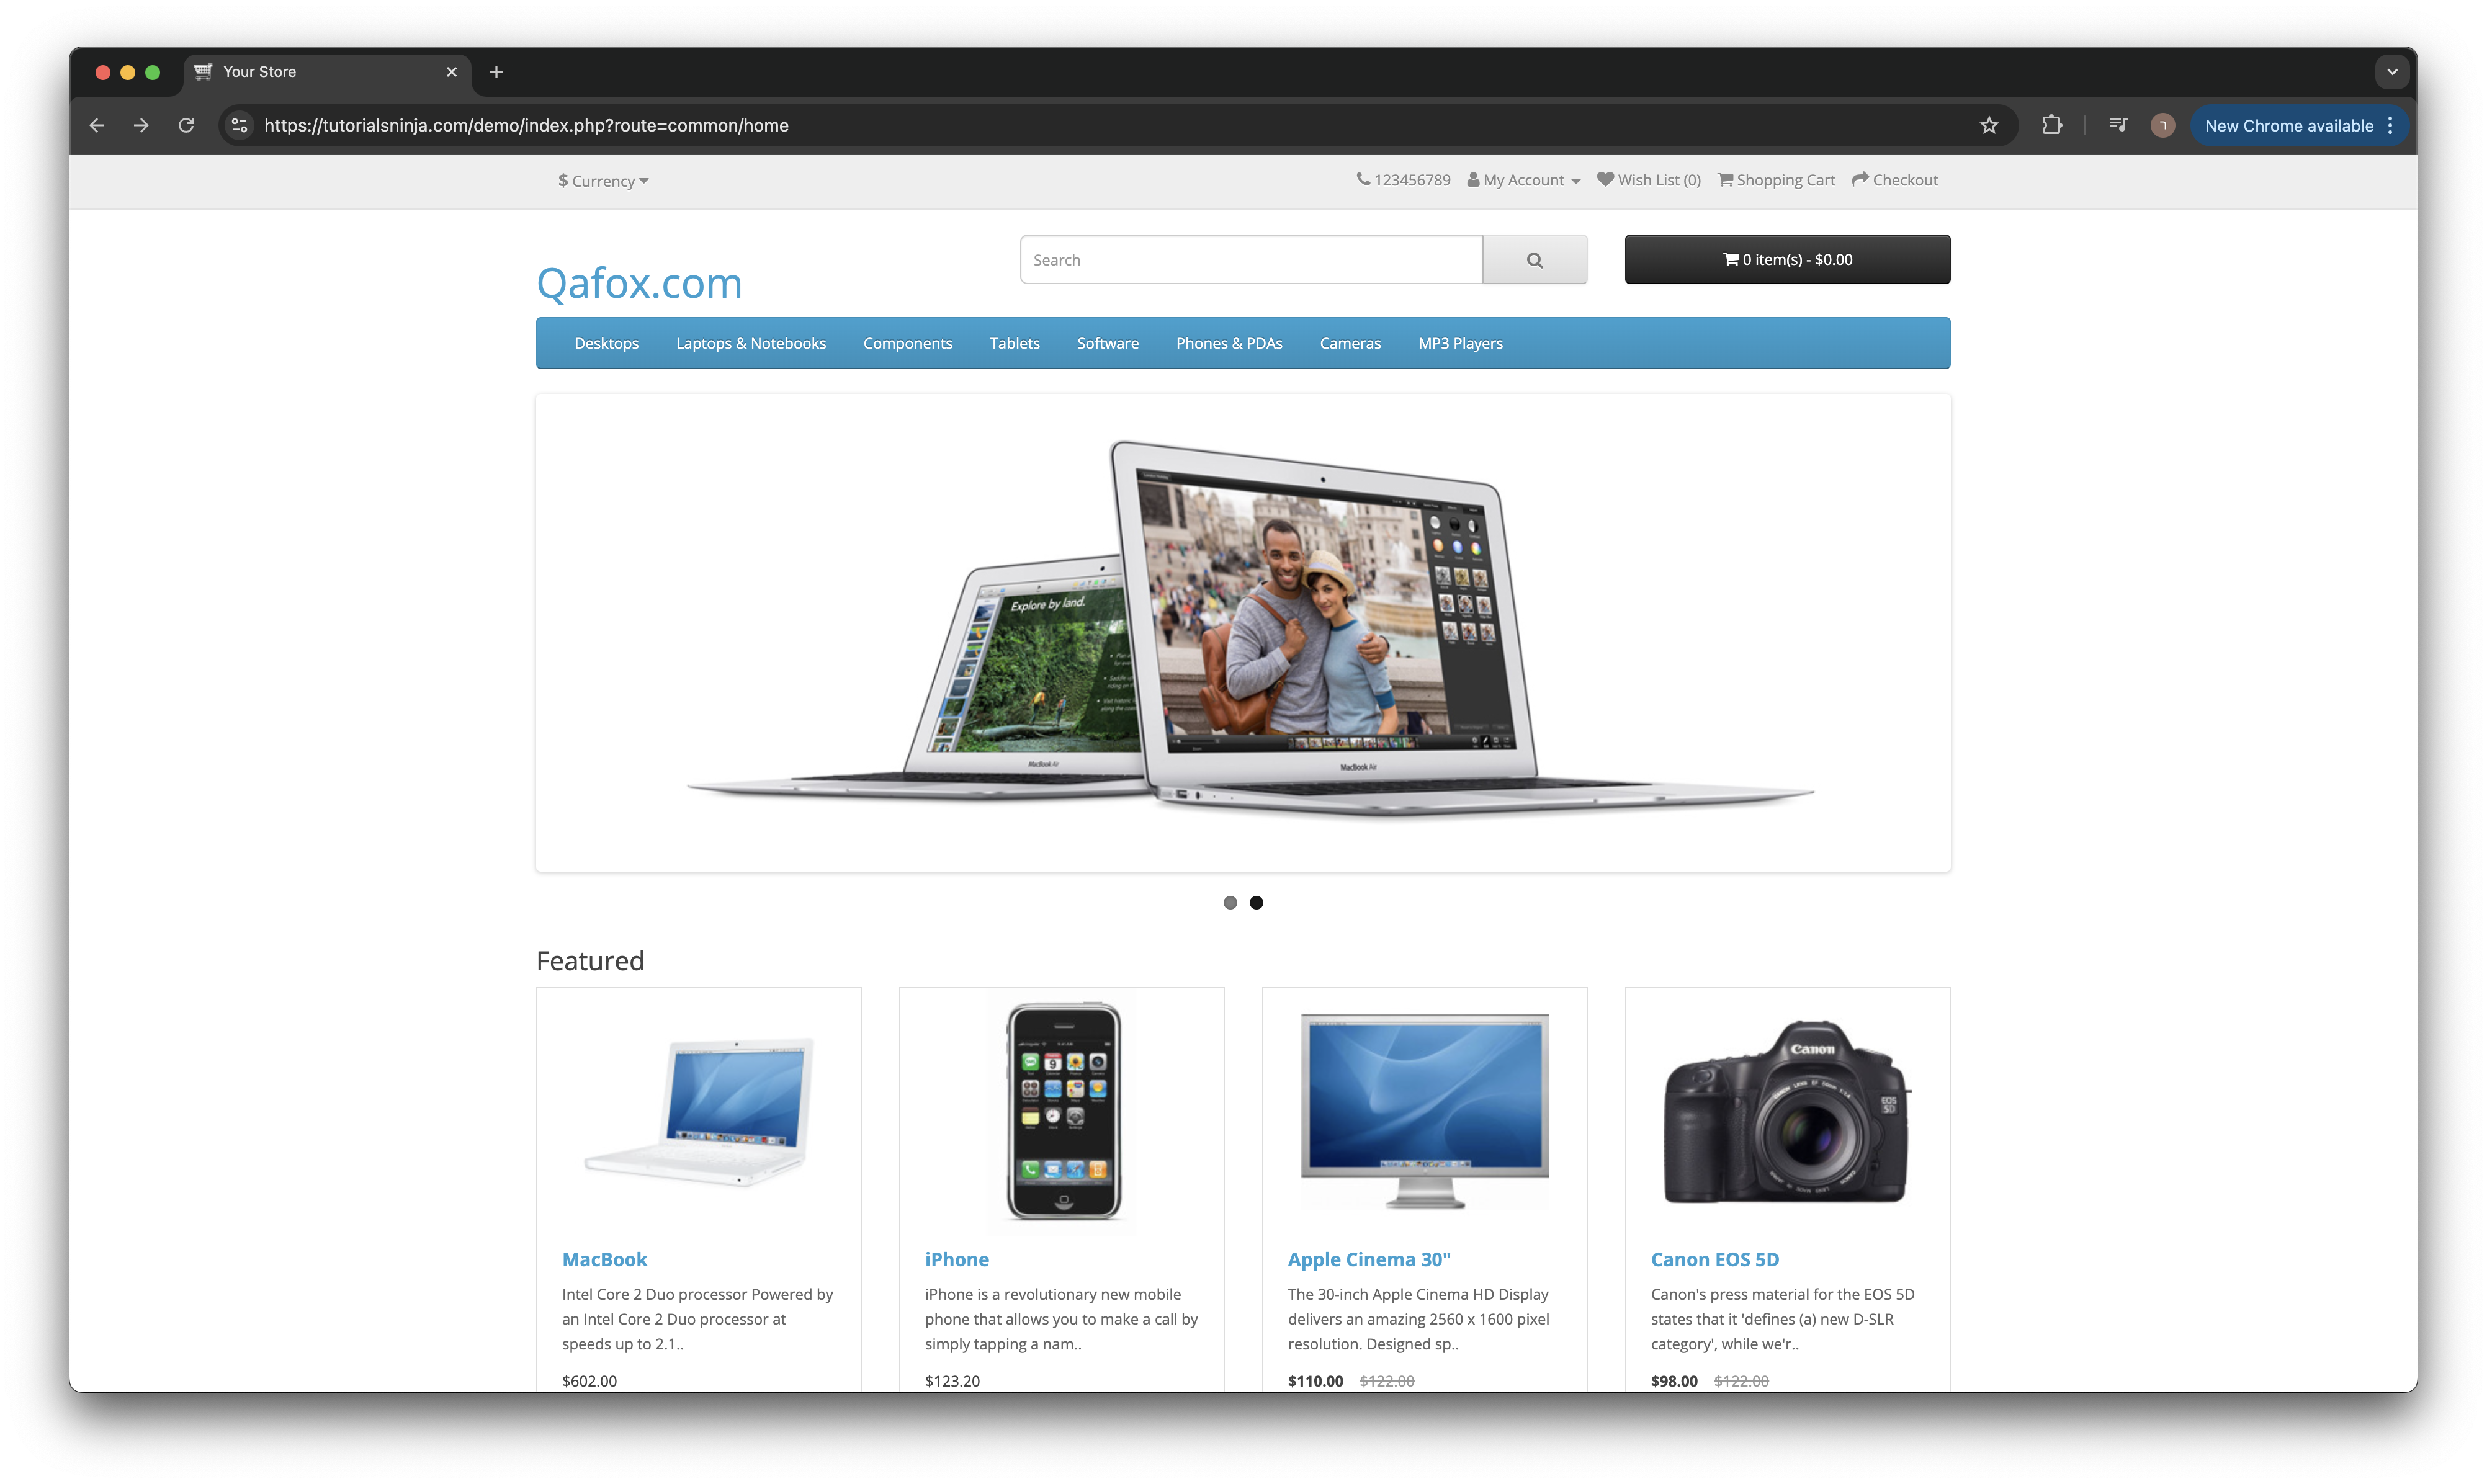 Your Store
https://tutorialsninja.com/demo/index.php?route=common/home
New Chrome available
$ Currency
123456789 My Account Wish List (0) Shopping Cart Checkout
Qafox.com
Search
0 item(s) - $0.00
Desktops Laptops & Notebooks Components Tablets Software Phones & PDAs Cameras MP3 Players
Explore by land.
MacBook Air
MacBook Air
Featured
Canon
EOS
5D
MacBook
Intel Core 2 Duo processor Powered by
an Intel Core 2 Duo processor at
speeds up to 2.1..
$602.00
iPhone
iPhone is a revolutionary new mobile
phone that allows you to make a call by
simply tapping a nam..
$123.20
Apple Cinema 30"
The 30-inch Apple Cinema HD Display
delivers an amazing 2560 x 1600 pixel
resolution. Designed sp..
$110.00 $122.00
Canon EOS 5D
Canon's press material for the EOS 5D
states that it 'defines (a) new D-SLR
category', while we'r..
$98.00 $122.00